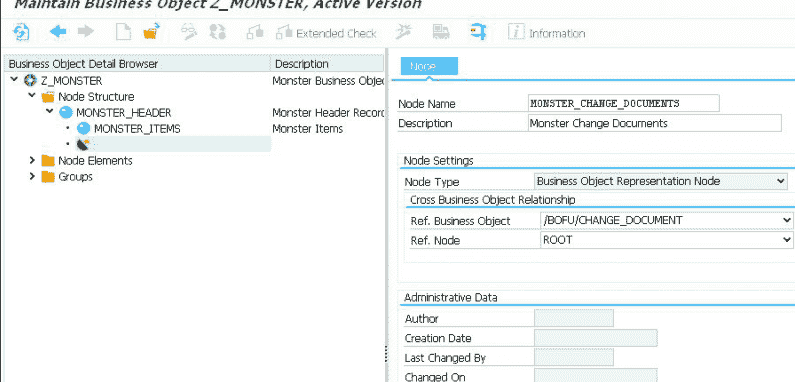 Maintain Business Object Z_MONSTER, Active Version
Extended Check
Information
Business Object Detail Browser
Description
Z_MONSTER
Monster Business Objec
Node Structure
MONSTER_HEADER
Monster Header Record
MONSTER_ITEMS
Monster Items
Node Elements
Groups
Node
Node Name
MONSTER_CHANGE_DOCUMENTS
Description
Monster Change Documents
Node Settings
Node Type
Business Object Representation Node
Cross Business Object Relationship
Ref. Business Object
/BOFU/CHANGE_DOCUMENT
Ref. Node
ROOT
Administrative Data
Author
Creation Date
Last Changed By
Changed On